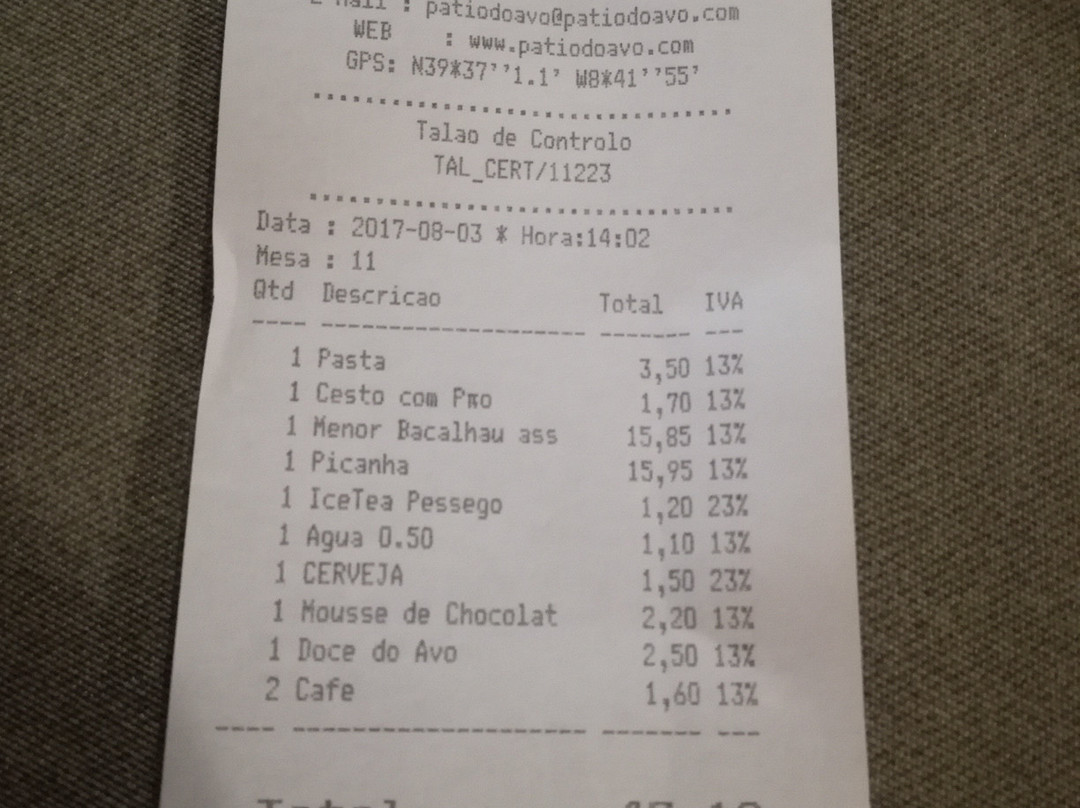 Mail : patiodoavo@patiodoavo.com
WEB : www.patiodoavo.com
GPS: N39*37''1.1' W8*41''55'
Talao de Controlo
TAL_CERT/11223
Data : 2017-08-03 * Hora:14:02
Mesa : 11
Qtd Descricao Total IVA
1 Pasta 3,50 13%
1 Cesto com Pão 1,70 13%
1 Menor Bacalhau ass 15,85 13%
1 Picanha 15,95 13%
1 IceTea Pessego 1,20 23%
1 Agua 0.50 1,10 13%
1 CERVEJA 1,50 23%
1 Mousse de Chocolat 2,20 13%
1 Doce do Avo 2,50 13%
2 Cafe 1,60 13%
Total